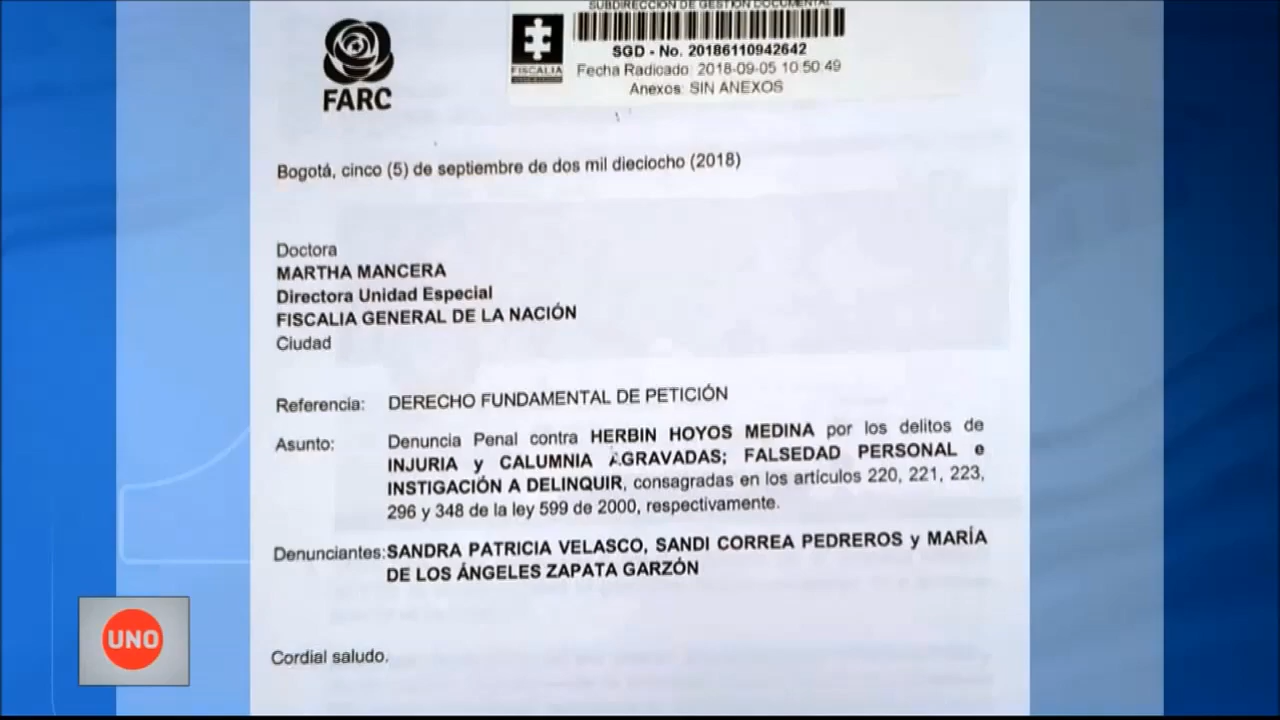 SUBDIRECCION DE GESTION DOCUMENTAL
SGD - No. 20186110942642
Fecha Radicado: 2018-09-05 10:50:49
Anexos: SIN ANEXOS
FISCALIA
FARC
Bogotá, cinco (5) de septiembre de dos mil dieciocho (2018)
Doctora
MARTHA MANCERA
Directora Unidad Especial
FISCALIA GENERAL DE LA NACIÓN
Ciudad
Referencia: DERECHO FUNDAMENTAL DE PETICIÓN
Asunto: Denuncia Penal contra HERBIN HOYOS MEDINA por los delitos de
INJURIA y CALUMNIA AGRAVADAS; FALSEDAD PERSONAL e
INSTIGACIÓN A DELINQUIR, consagradas en los artículos 220, 221, 223,
296 y 348 de la ley 599 de 2000, respectivamente.
Denunciantes: SANDRA PATRICIA VELASCO, SANDI CORREA PEDREROS y MARÍA
DE LOS ÁNGELES ZAPATA GARZÓN
UNO
Cordial saludo.